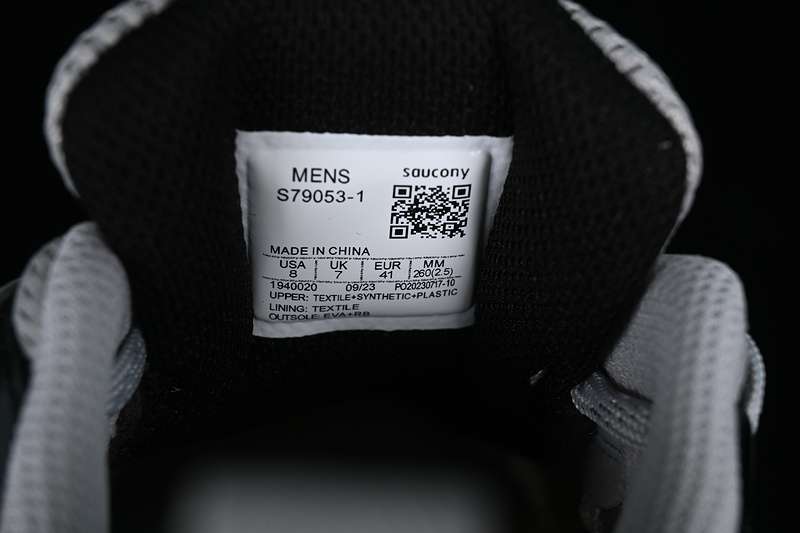 MENS saucony
S79053-1
MADE IN CHINA
USA UK EUR MM
8 7 41 260(2.5)
1940020 09/23 PO20230717-10
UPPER: TEXTILE+SYNTHETIC+PLASTIC
LINING: TEXTILE
OUTSOLE: EVA+RB